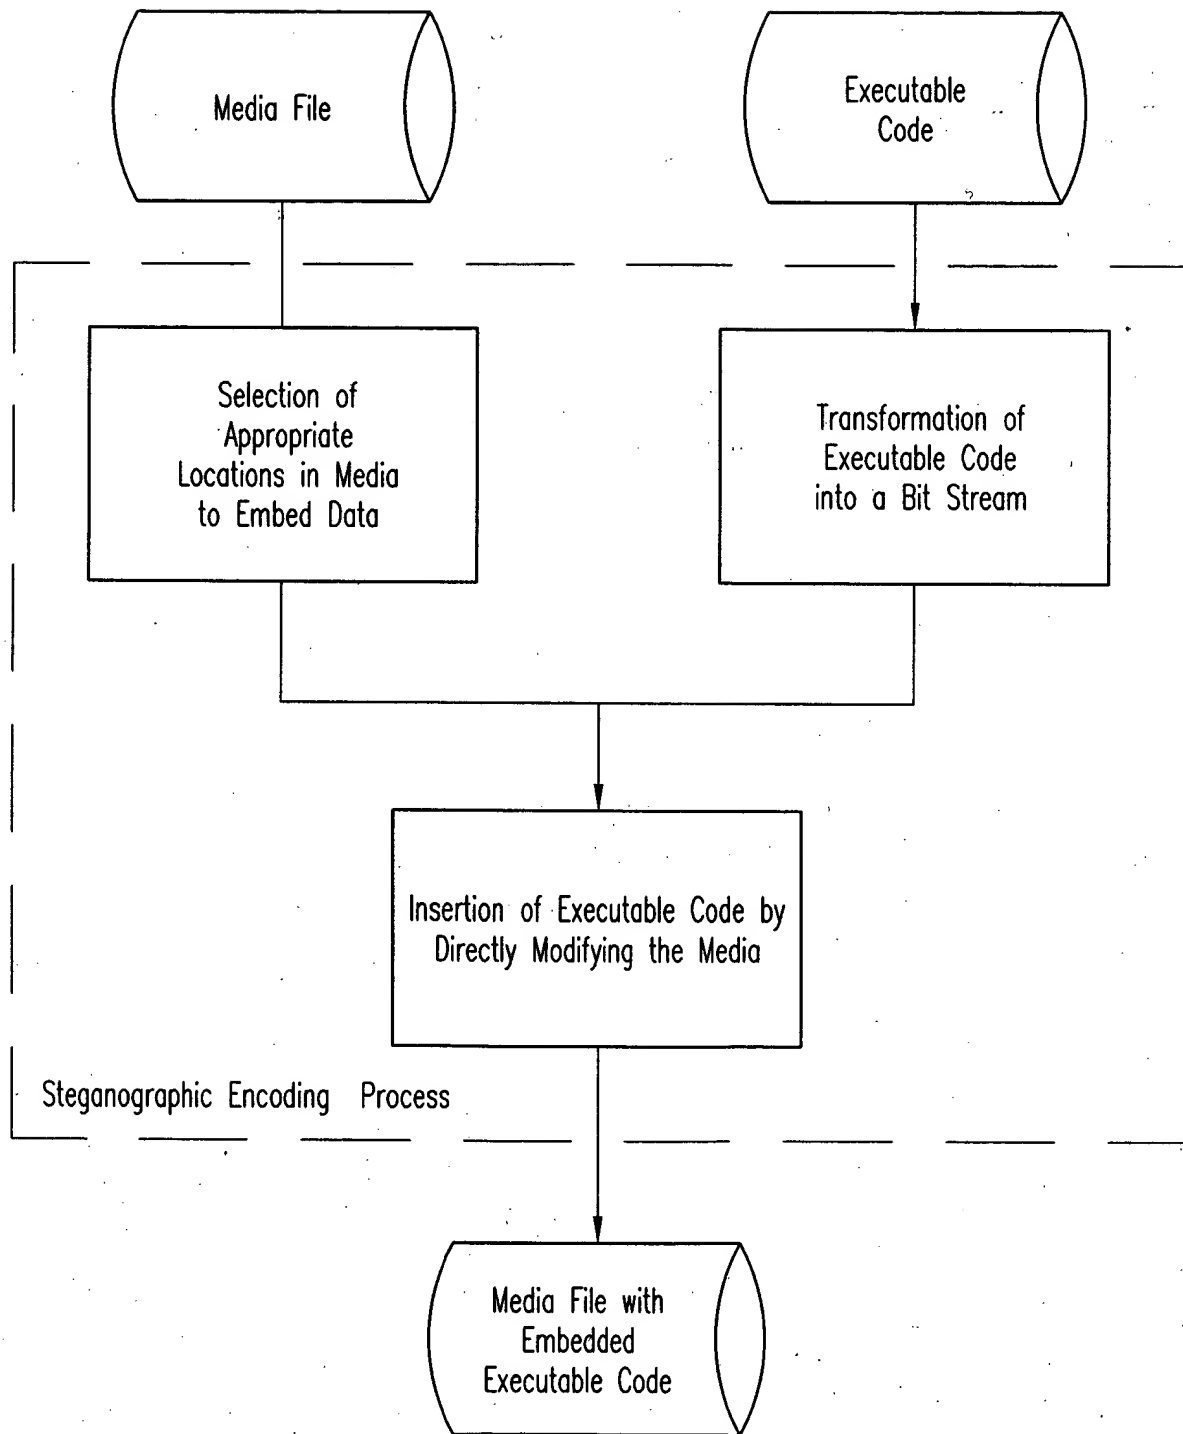 Media File
Executable
Code
Selection of
Appropriate
Locations in Media
to Embed Data
Transformation of
Executable Code
into a Bit Stream
Insertion of Executable Code by
Directly Modifying the Media
Steganographic Encoding Process
Media File with
Embedded
Executable Code